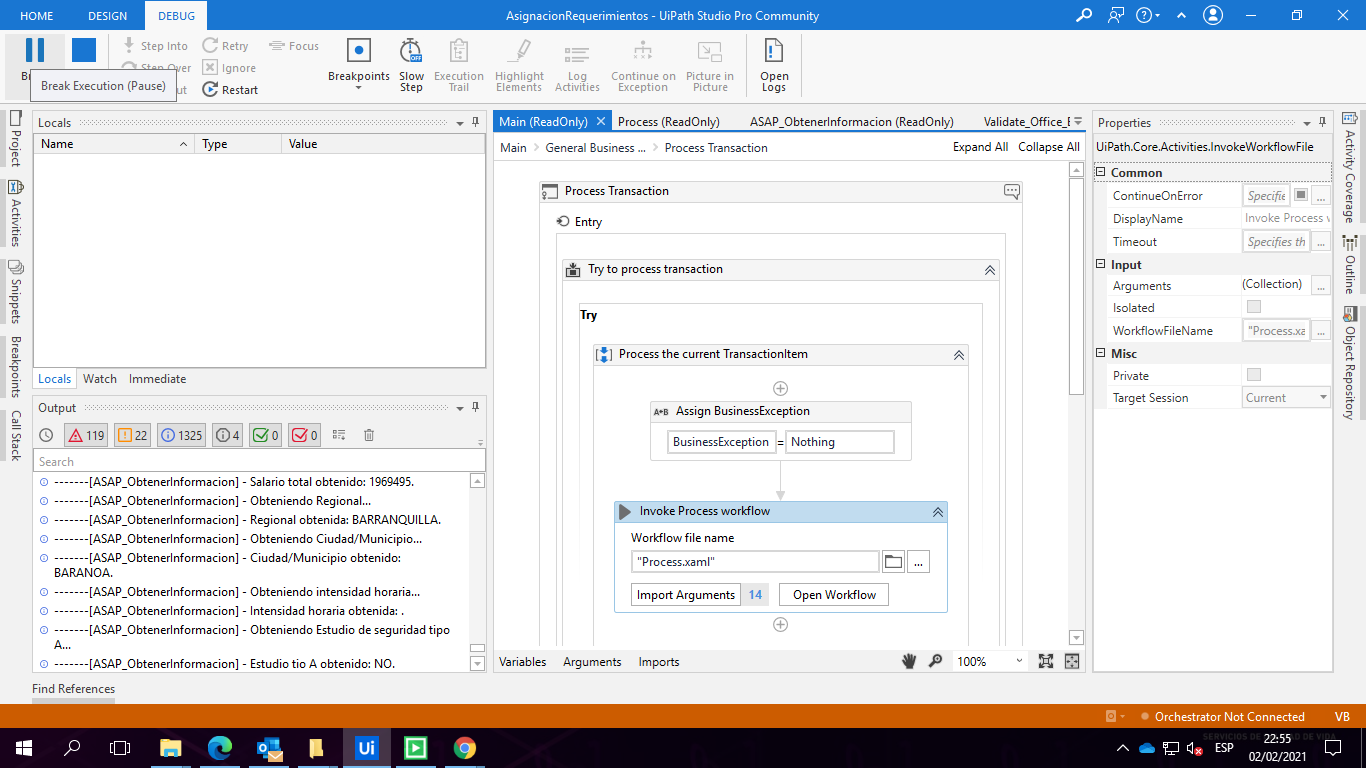 HOME DESIGN DEBUG AsignacionRequerimientos - UiPath Studio Pro Community
Step Into Retry Focus
Step Over Ignore
Restart
Break Execution (Pause)
Breakpoints Slow Step Execution Trail Highlight Elements Log Activities Continue on Exception Picture in Picture Open Logs
Project
Activities
Snippets
Breakpoints
Call Stack
Locals
Name Type Value
Locals Watch Immediate
Output
119 22 1325 4 0 0
Search
-------[ASAP_ObtenerInformacion] - Salario total obtenido: 1969495.
-------[ASAP_ObtenerInformacion] - Obteniendo Regional...
-------[ASAP_ObtenerInformacion] - Regional obtenida: BARRANQUILLA.
-------[ASAP_ObtenerInformacion] - Obteniendo Ciudad/Municipio...
-------[ASAP_ObtenerInformacion] - Ciudad/Municipio obtenido:
BARANOA.
-------[ASAP_ObtenerInformacion] - Obteniendo intensidad horaria...
-------[ASAP_ObtenerInformacion] - Intensidad horaria obtenida: .
-------[ASAP_ObtenerInformacion] - Obteniendo Estudio de seguridad tipo
A...
-------[ASAP_ObtenerInformacion] - Estudio tio A obtenido: NO.
Find References
Main (ReadOnly) Process (ReadOnly) ASAP_ObtenerInformacion (ReadOnly) Validate_Office_E
Main > General Business ... > Process Transaction Expand All Collapse All
Process Transaction
Entry
Try to process transaction
Try
Process the current TransactionItem
A+B Assign BusinessException
BusinessException = Nothing
Invoke Process workflow
Workflow file name
"Process.xaml" ...
Import Arguments 14 Open Workflow
Variables Arguments Imports 100%
Properties
UiPath.Core.Activities.InvokeWorkflowFile
Common
ContinueOnError Specifie ...
DisplayName Invoke Process w
Timeout Specifies th ...
Input
Arguments (Collection) ...
Isolated
WorkflowFileName "Process.xa ...
Misc
Private
Target Session Current
Activity Coverage
Outline
Object Repository
Orchestrator Not Connected VB
Ui ESP 22:55
02/02/2021